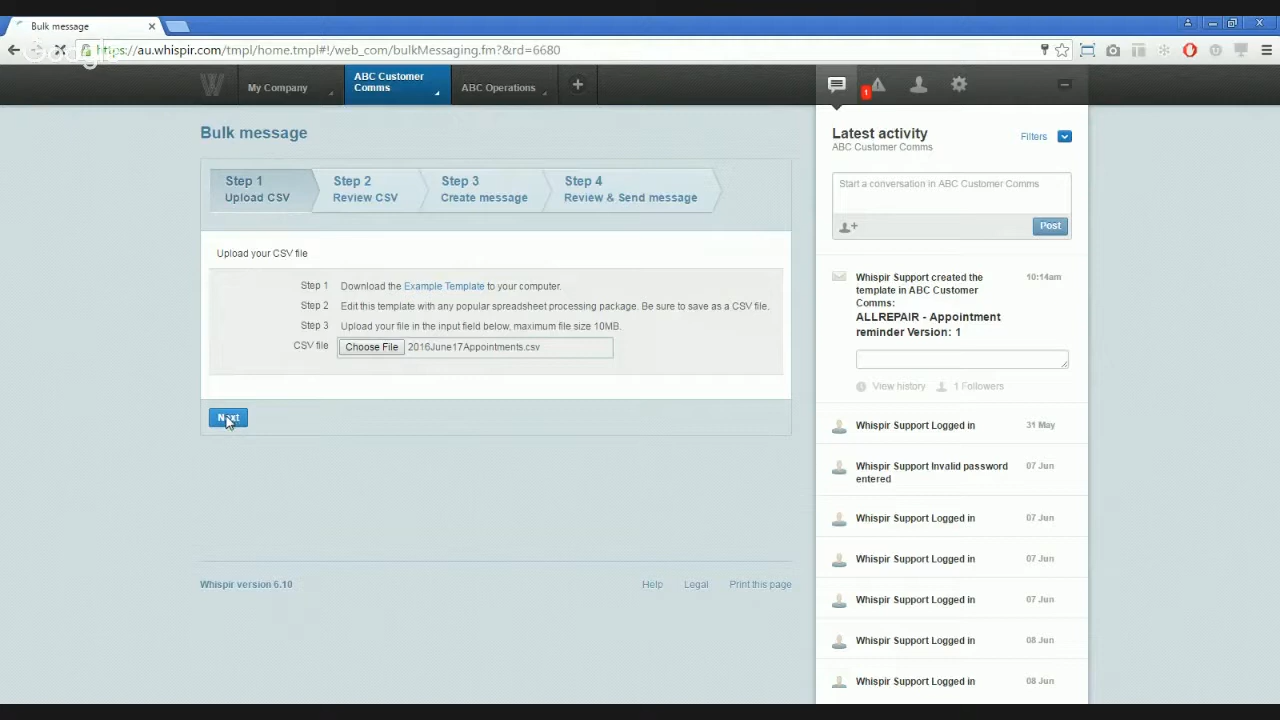 Bulk message
https://au.whispir.com/tmpl/home.tmpl#!/web_com/bulkMessaging.fm?&rd=6680
Google
W
My Company
ABC Customer
Comms
ABC Operations
+
1
Bulk message
Step 1
Upload CSV
Step 2
Review CSV
Step 3
Create message
Step 4
Review & Send message
Upload your CSV file
Step 1 Download the Example Template to your computer.
Step 2 Edit this template with any popular spreadsheet processing package. Be sure to save as a CSV file.
Step 3 Upload your file in the input field below, maximum file size 10MB.
CSV file Choose File 2016June17Appointments.csv
Next
Whispir version 6.10
Help Legal Print this page
Latest activity
ABC Customer Comms
Filters
Start a conversation in ABC Customer Comms
Post
Whispir Support created the
template in ABC Customer
Comms:
ALLREPAIR - Appointment
reminder Version: 1
10:14am
View history 1 Followers
Whispir Support Logged in 31 May
Whispir Support Invalid password
entered
07 Jun
Whispir Support Logged in 07 Jun
Whispir Support Logged in 07 Jun
Whispir Support Logged in 07 Jun
Whispir Support Logged in 08 Jun
Whispir Support Logged in 08 Jun